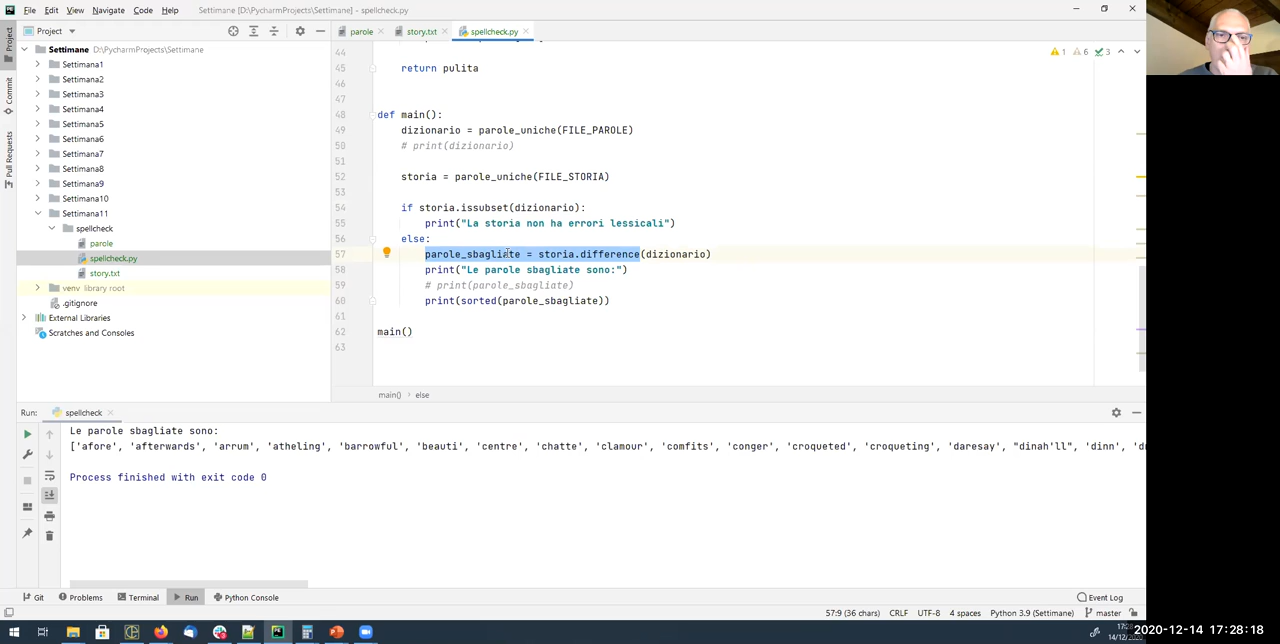 File Edit View Navigate Code Help Settimane [D:\PycharmProjects\Settimane] - spellcheck.py
Project
parole story.txt spellcheck.py
1 6 3
Project
Commit
Pull Requests
Settimane D:\PycharmProjects\Settimane
Settimana1
Settimana2
Settimana3
Settimana4
Settimana5
Settimana6
Settimana7
Settimana8
Settimana9
Settimana10
Settimana11
spellcheck
parole
spellcheck.py
story.txt
venv library root
.gitignore
External Libraries
Scratches and Consoles
44
45 return pulita
46
47
48 def main():
49 dizionario = parole_uniche(FILE_PAROLE)
50 # print(dizionario)
51
52 storia = parole_uniche(FILE_STORIA)
53
54 if storia.issubset(dizionario):
55 print("La storia non ha errori lessicali")
56 else:
57 parole_sbagliate = storia.difference(dizionario)
58 print("Le parole sbagliate sono:")
59 # print(parole_sbagliate)
60 print(sorted(parole_sbagliate))
61
62 main()
63
main() › else
Run: spellcheck
Le parole sbagliate sono:
['afore', 'afterwards', 'arrum', 'atheling', 'barrowful', 'beauti', 'centre', 'chatte', 'clamour', 'comfits', 'conger', 'croqueted', 'croqueting', 'daresay', "dinah'll", 'dinn',
Process finished with exit code 0
Git Problems Terminal Run Python Console Event Log
57:9 (36 chars) CRLF UTF-8 4 spaces Python 3.9 (Settimane) master
2020-12-14 17:28:18